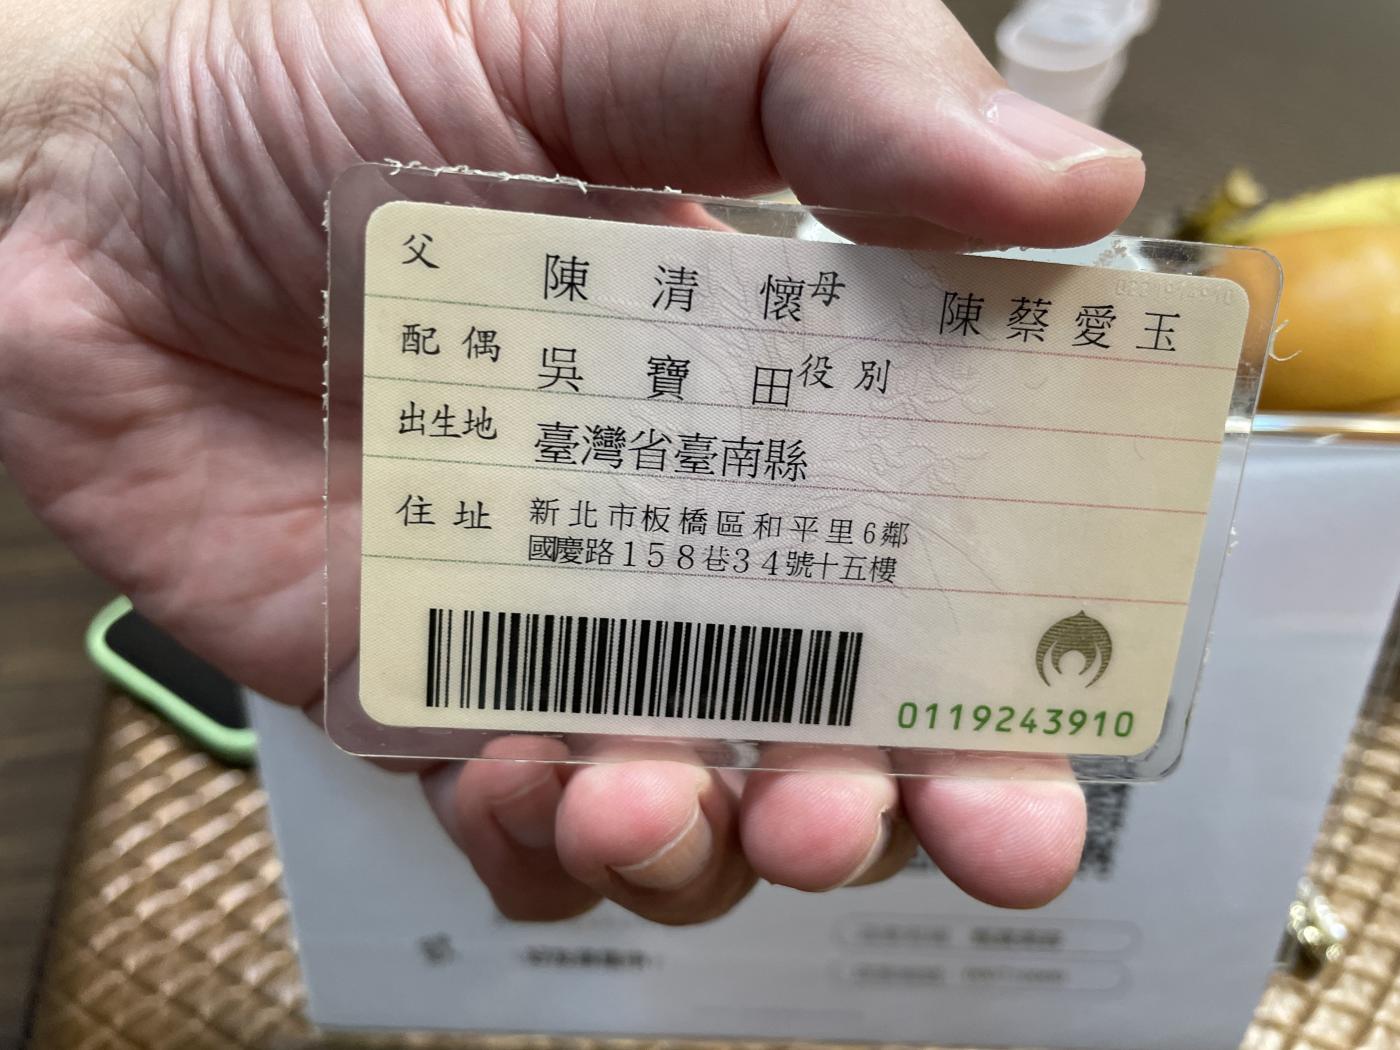 父 陳清懷 母 陳蔡愛玉
配偶 吳寶田 役別
出生地 臺灣省臺南縣
住址 新北市板橋區和平里6鄰
國慶路158巷34號十五樓
0119243910